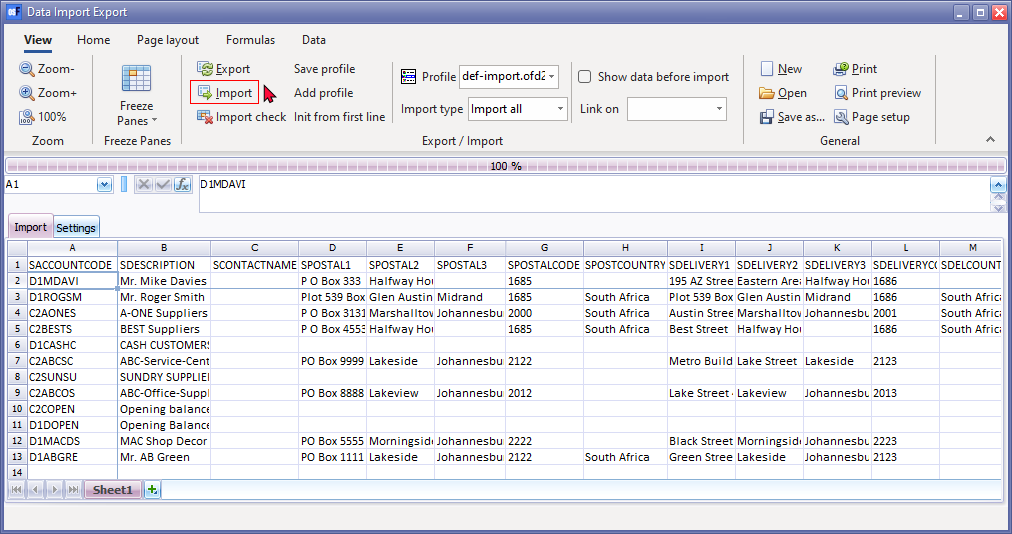 Data Import Export
View Home Page layout Formulas Data
Zoom- Export Save profile Profile def-import.ofd2 Show data before import New Print
Zoom+ Freeze Panes Import Add profile Open Print preview
100% Import check Init from first line Import type Import all Link on Save as... Page setup
Zoom Freeze Panes Export / Import General
100 %
A1 fx D1MDAVI
Import Settings
A B C D E F G H I J K L M
1 SACCOUNTCODE SDESCRIPTION SCONTACTNAME SPOSTAL1 SPOSTAL2 SPOSTAL3 SPOSTALCODE SPOSTCOUNTRY SDELIVERY1 SDELIVERY2 SDELIVERY3 SDELIVERYCO SDELCOUNT
2 D1MDAVI Mr. Mike Davies P O Box 333 Halfway Hou 1685 195 AZ Stree Eastern Area Halfway Hou 1686
3 D1ROGSM Mr. Roger Smith Plot 539 Box Glen Austin Midrand 1685 South Africa Plot 539 Box Glen Austin Midrand 1686 South Africa
4 C2AONES A-ONE Suppliers P O Box 3131 Marshalltow Johannesbu 2000 South Africa Austin Stree Marshalltow Johannesbu 2001 South Africa
5 C2BESTS BEST Suppliers P O Box 4553 Halfway Hou 1685 South Africa Best Street Halfway Hou 1686 South Africa
6 D1CASHC CASH CUSTOMERS
7 C2ABCSC ABC-Service-Cent PO Box 9999 Lakeside Johannesbu 2122 Metro Build Lake Street Lakeside 2123
8 C2SUNSU SUNDRY SUPPLIE
9 C2ABCOS ABC-Office-Suppl PO Box 8888 Lakeview Johannesbu 2012 Lake Street Lakeview Johannesbu 2013
10 C2COPEN Opening balance
11 D1DOPEN Opening Balance
12 D1MACDS MAC Shop Decor PO Box 5555 Morningside Johannesbu 2222 Black Street Morningside Johannesbu 2223
13 D1ABGRE Mr. AB Green PO Box 1111 Lakeside Johannesbu 2122 South Africa Green Stree Lakeside Johannesbu 2123
14
Sheet1